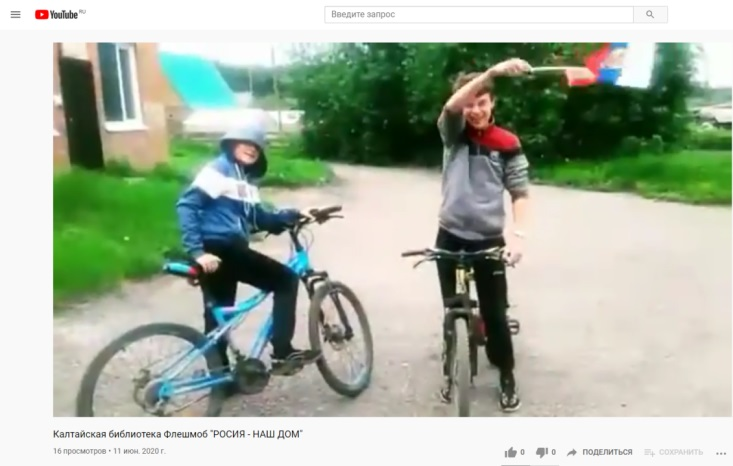 YouTube RU
Введите запрос
Калтайская библиотека Флешмоб "РОСИЯ - НАШ ДОМ"
16 просмотров • 11 июн. 2020 г.
0 0 ПОДЕЛИТЬСЯ СОХРАНИТЬ